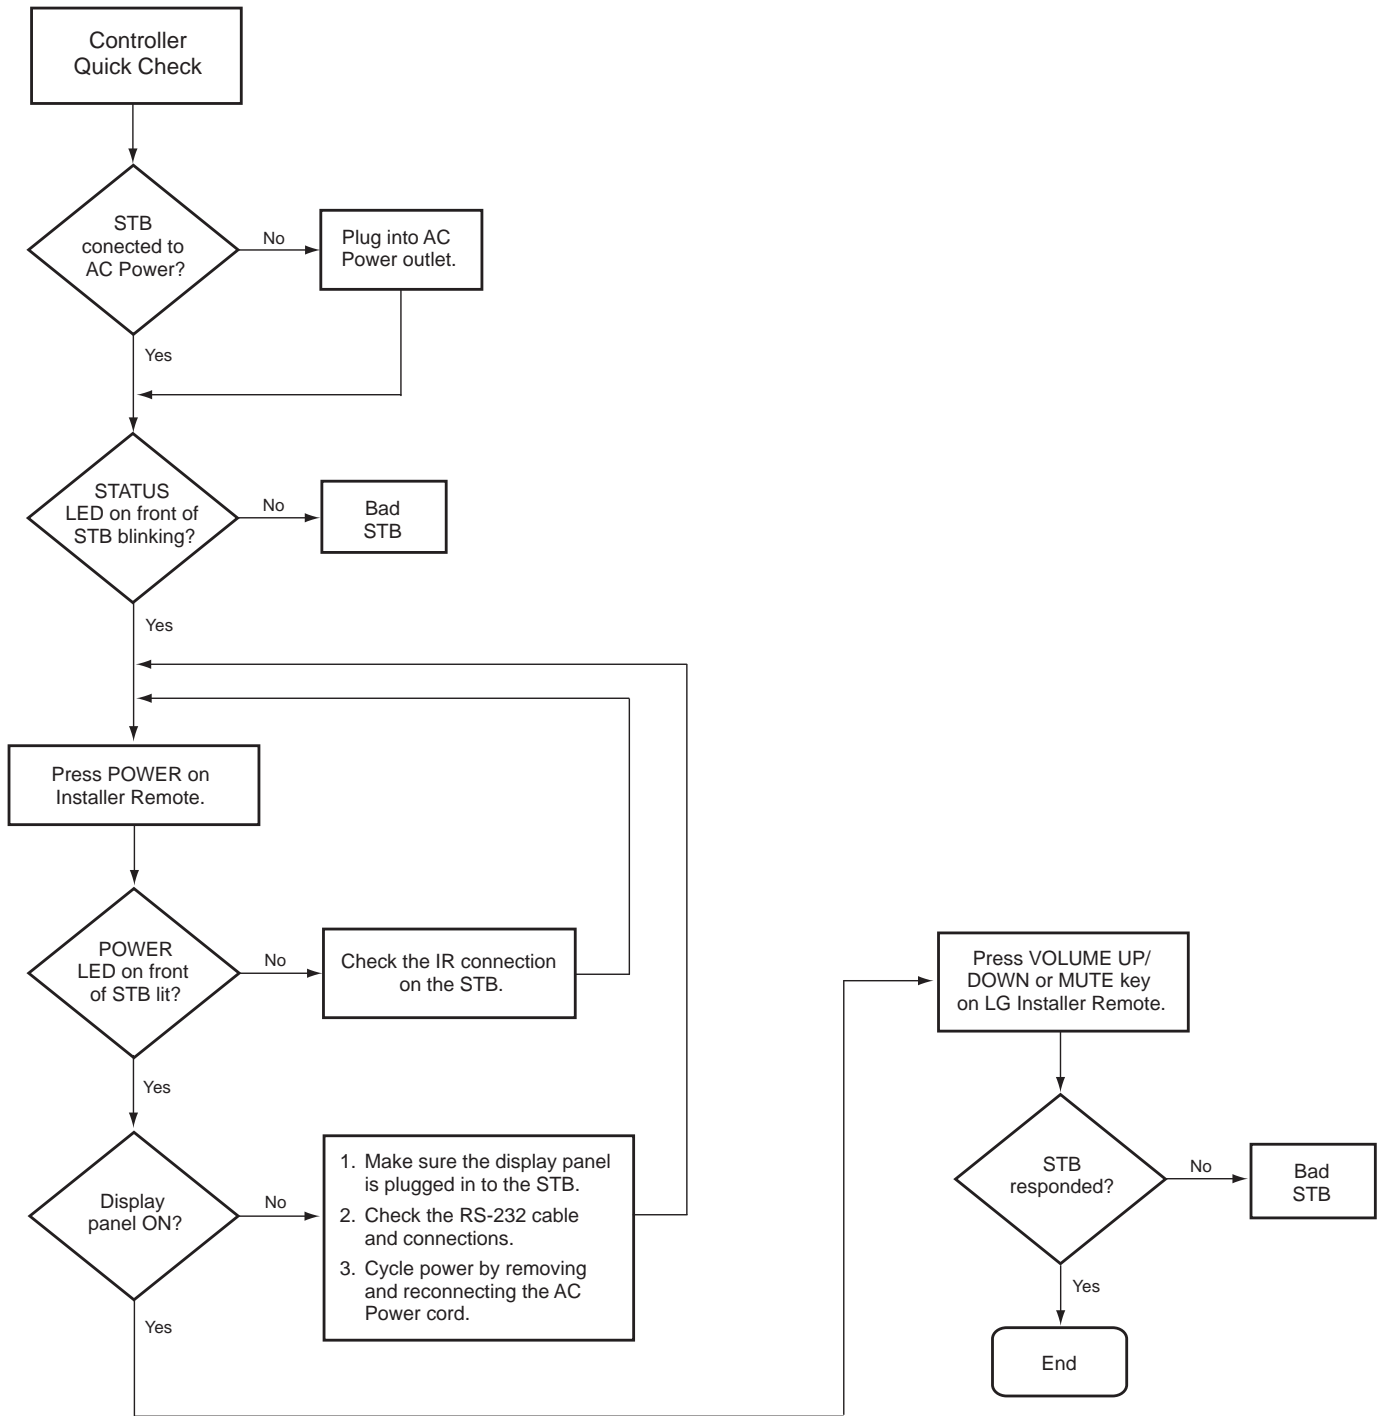 Controller
Quick Check
STB
conected to
AC Power?
No
Plug into AC
Power outlet.
Yes
STATUS
LED on front of
STB blinking?
No
Bad
STB
Yes
Press POWER on
Installer Remote.
POWER
LED on front
of STB lit?
No
Check the IR connection
on the STB.
Yes
Display
panel ON?
No
1. Make sure the display panel
is plugged in to the STB.
2. Check the RS-232 cable
and connections.
3. Cycle power by removing
and reconnecting the AC
Power cord.
Yes
Press VOLUME UP/
DOWN or MUTE key
on LG Installer Remote.
STB
responded?
No
Bad
STB
Yes
End